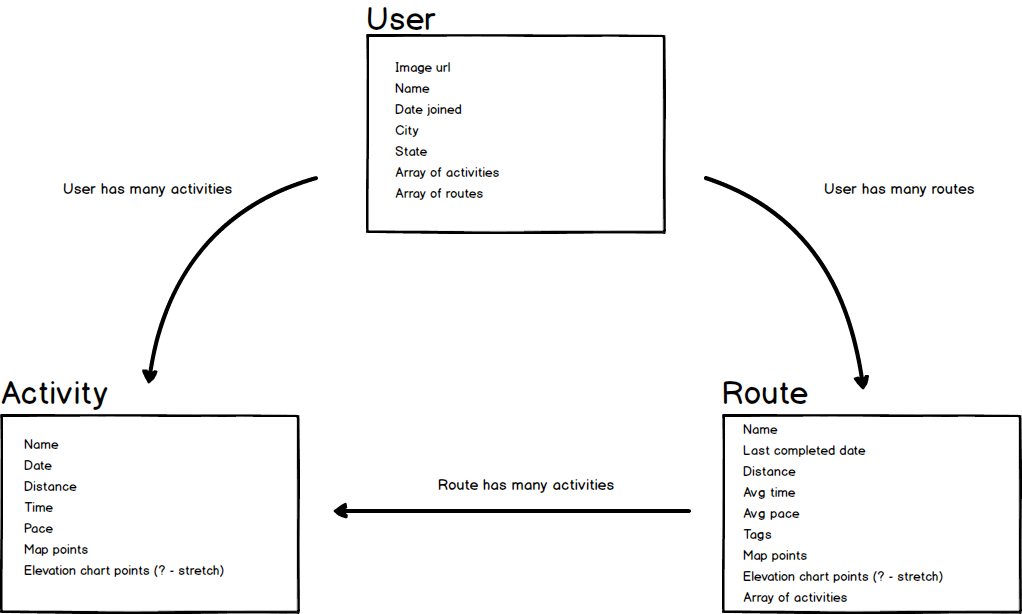 User
Image url
Name
Date joined
City
State
Array of activities
Array of routes
User has many activities
User has many routes
Activity
Name
Date
Distance
Time
Pace
Map points
Elevation chart points (? - stretch)
Route has many activities
Route
Name
Last completed date
Distance
Avg time
Avg pace
Tags
Map points
Elevation chart points (? - stretch)
Array of activities